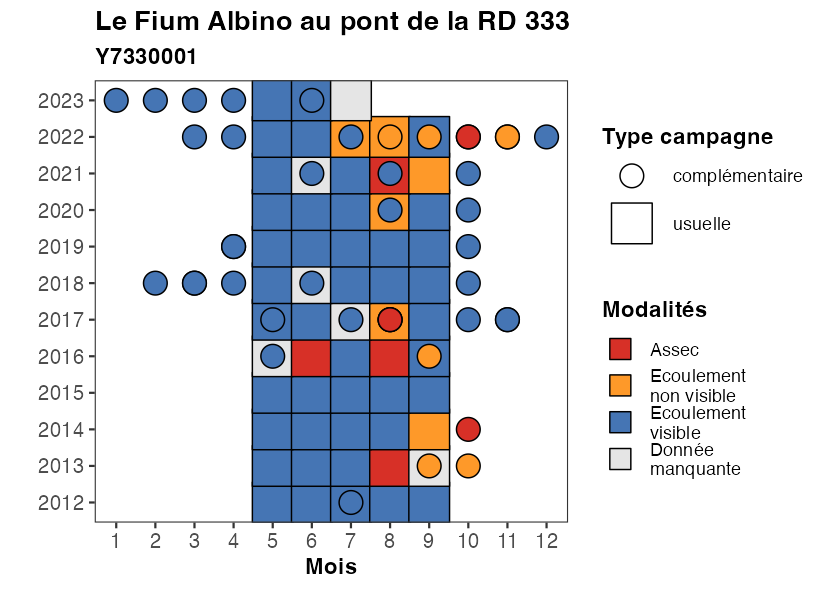 Le Fium Albino au pont de la RD 333
Y7330001
2023
2022
2021
2020
2019
2018
2017
2016
2015
2014
2013
2012
1 2 3 4 5 6 7 8 9 10 11 12
Mois
Type campagne
complémentaire
usuelle
Modalités
Assec
Ecoulement
non visible
Ecoulement
visible
Donnée
manquante